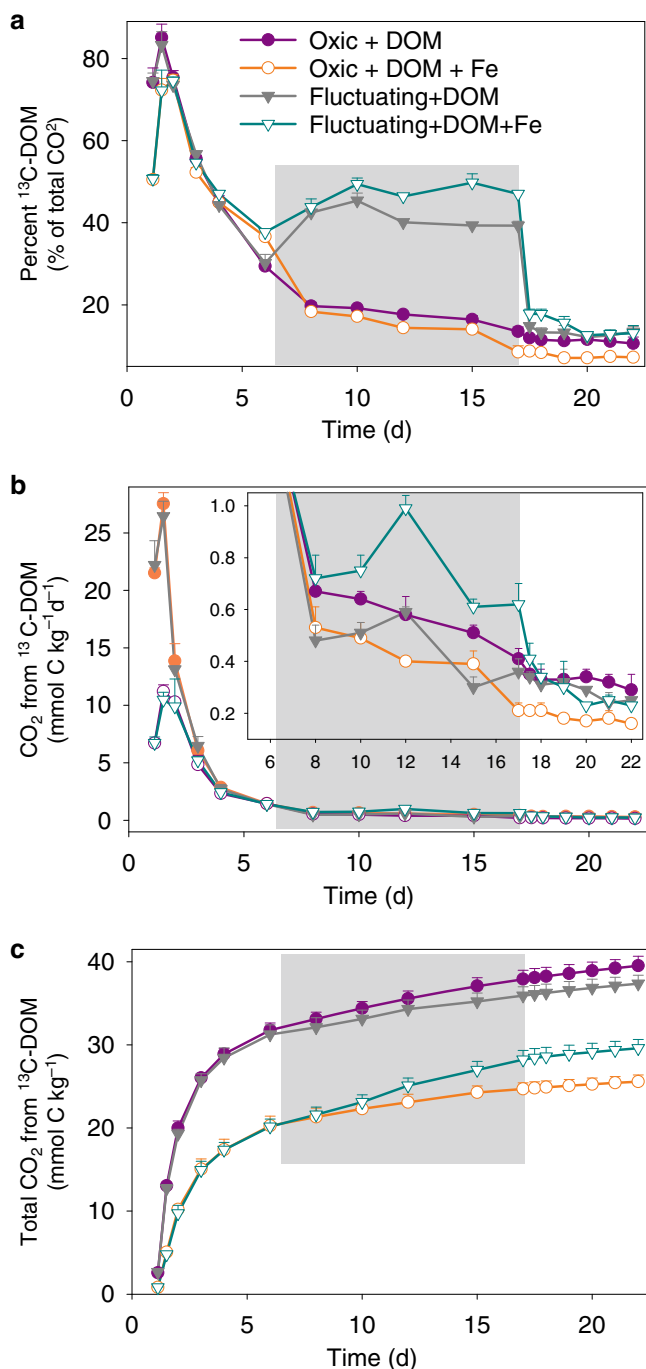 a
Oxic + DOM
Oxic + DOM + Fe
Fluctuating+DOM
Fluctuating+DOM+Fe
Percent ¹³C-DOM
(% of total CO²)
80
60
40
20
0 5 10 15 20
Time (d)
b
CO₂ from ¹³C-DOM
(mmol C kg⁻¹d⁻¹)
25
20
15
10
5
0
1.0
0.8
0.6
0.4
0.2
6 8 10 12 14 16 18 20 22
0 5 10 15 20
Time (d)
c
Total CO₂ from ¹³C-DOM
(mmol C kg⁻¹)
40
30
20
10
0
0 5 10 15 20
Time (d)